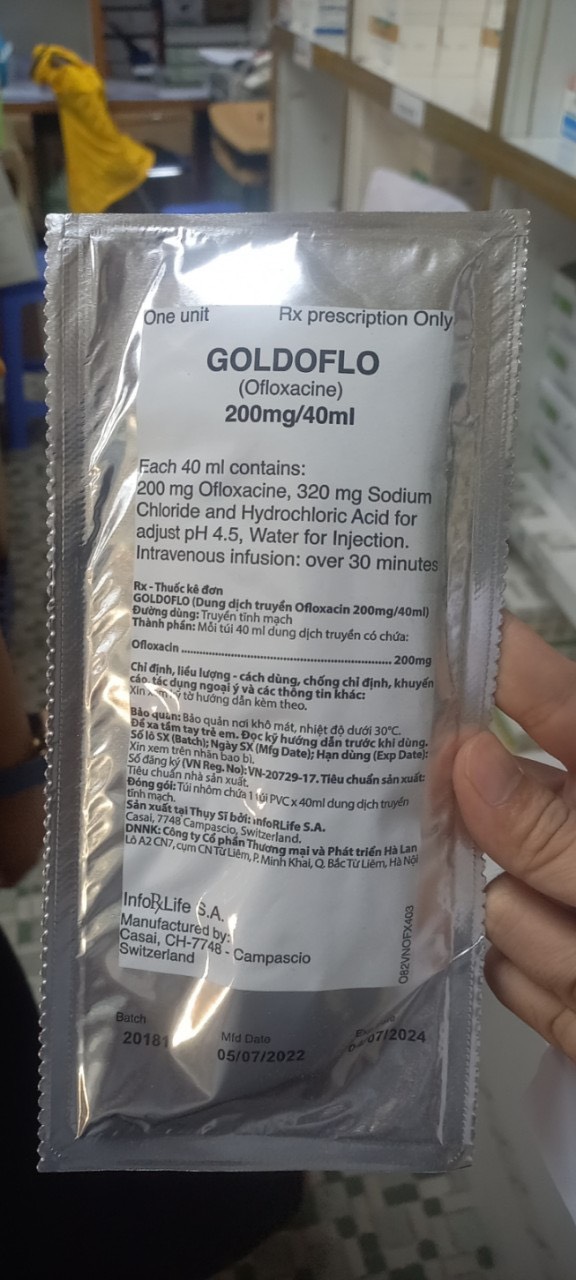 One unit Rx prescription Only
GOLDOFLO
(Ofloxacine)
200mg/40ml
Each 40 ml contains:
200 mg Ofloxacine, 320 mg Sodium
Chloride and Hydrochloric Acid for
adjust pH 4.5, Water for Injection.
Intravenous infusion: over 30 minutes
Rx - Thuốc kê đơn
GOLDOFLO (Dung dịch truyền Ofloxacin 200mg/40ml)
Đường dùng: Truyền tĩnh mạch
Thành phần: Mỗi túi 40 ml dung dịch truyền có chứa:
Ofloxacin ........................................................ 200mg
Chỉ định, liều lượng - cách dùng, chống chỉ định, khuyến
cáo, tác dụng ngoại ý và các thông tin khác:
Xin tờ hướng dẫn kèm theo.
Bảo quản: Bảo quản nơi khô mát, nhiệt độ dưới 30°C.
Để xa tầm tay trẻ em. Đọc kỹ hướng dẫn trước khi dùng.
Số lô SX (Batch); Ngày SX (Mfg Date); Hạn dùng (Exp Date):
Xin xem trên nhãn bao bì.
Số đăng ký (VN Reg. No): VN-20729-17. Tiêu chuẩn sản xuất:
Tiêu chuẩn nhà sản xuất.
Đóng gói: Túi nhôm chứa 1 túi PVC x 40ml dung dịch truyền
tĩnh mạch.
Sản xuất tại Thụy Sĩ bởi: InfoRLife S.A.
Casai, 7748 Campascio, Switzerland.
DNNK: Công ty Cổ phần Thương mại và Phát triển Hà Lan
Lô A2 CN7, cụm CN Từ Liêm, P. Minh Khai, Q. Bắc Từ Liêm, Hà Nội
InfoRLife S.A.
Manufactured by:
Casai, CH-7748 - Campascio
Switzerland
082VNOFX403
Batch Mfd Date
20181 05/07/2022 07/2024